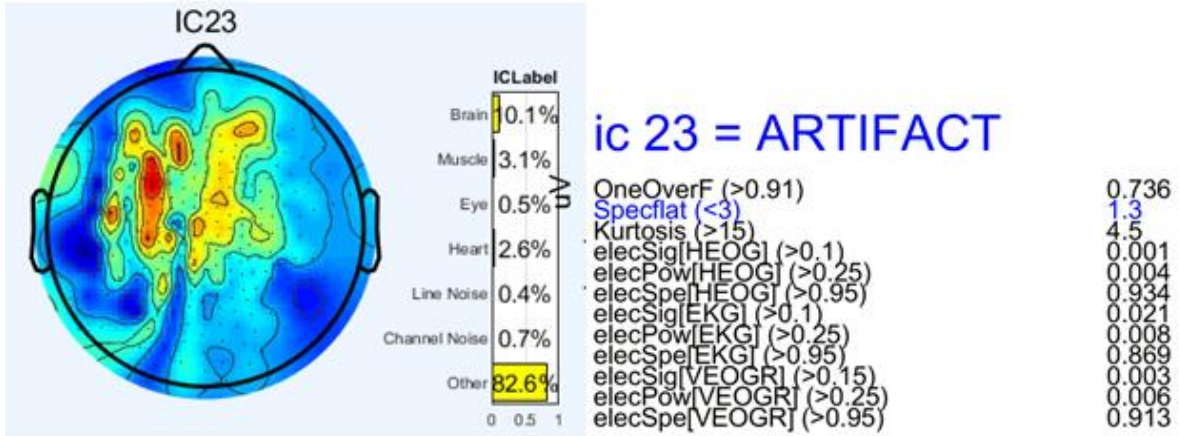 IC23
ICLabel
Brain 10.1%
Muscle 3.1%
Eye 0.5%
Heart 2.6%
Line Noise 0.4%
Channel Noise 0.7%
Other 82.6%
0 0.5 1
uV
ic 23 = ARTIFACT
OneOverF (>0.91) 0.736
Specflat (<3) 1.3
Kurtosis (>15) 4.5
elecSig[HEOG] (>0.1) 0.001
elecPow[HEOG] (>0.25) 0.004
elecSpe[HEOG] (>0.95) 0.934
elecSig[EKG] (>0.1) 0.021
elecPow[EKG] (>0.25) 0.008
elecSpe[EKG] (>0.95) 0.869
elecSig[VEOGR] (>0.15) 0.003
elecPow[VEOGR] (>0.25) 0.006
elecSpe[VEOGR] (>0.95) 0.913